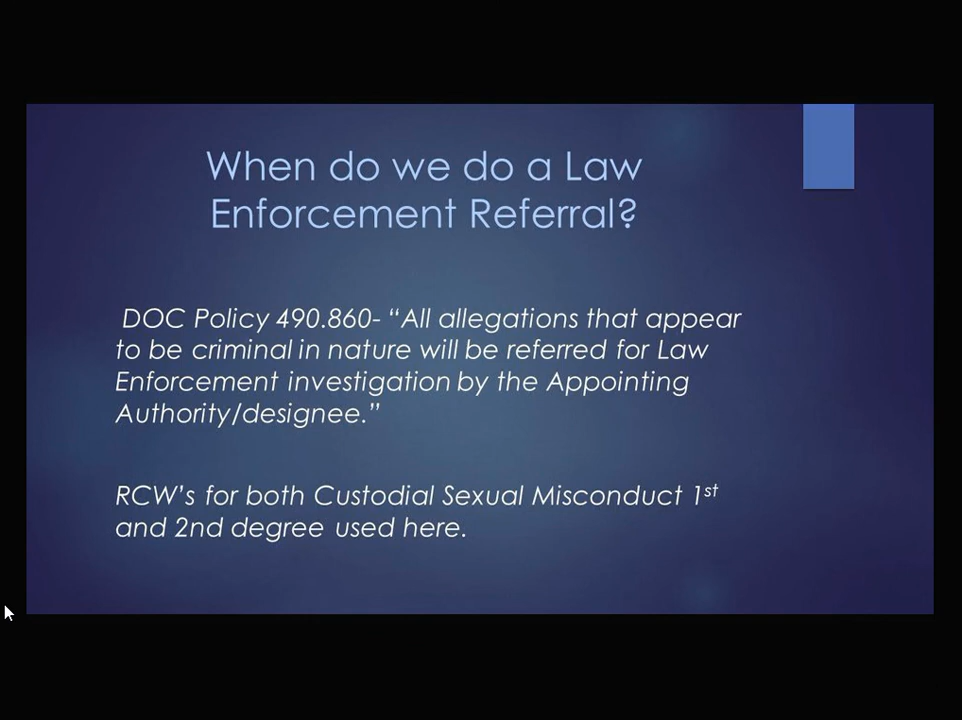 When do we do a Law
Enforcement Referral?
DOC Policy 490.860- “All allegations that appear
to be criminal in nature will be referred for Law
Enforcement investigation by the Appointing
Authority/designee.”
RCW’s for both Custodial Sexual Misconduct 1st
and 2nd degree used here.